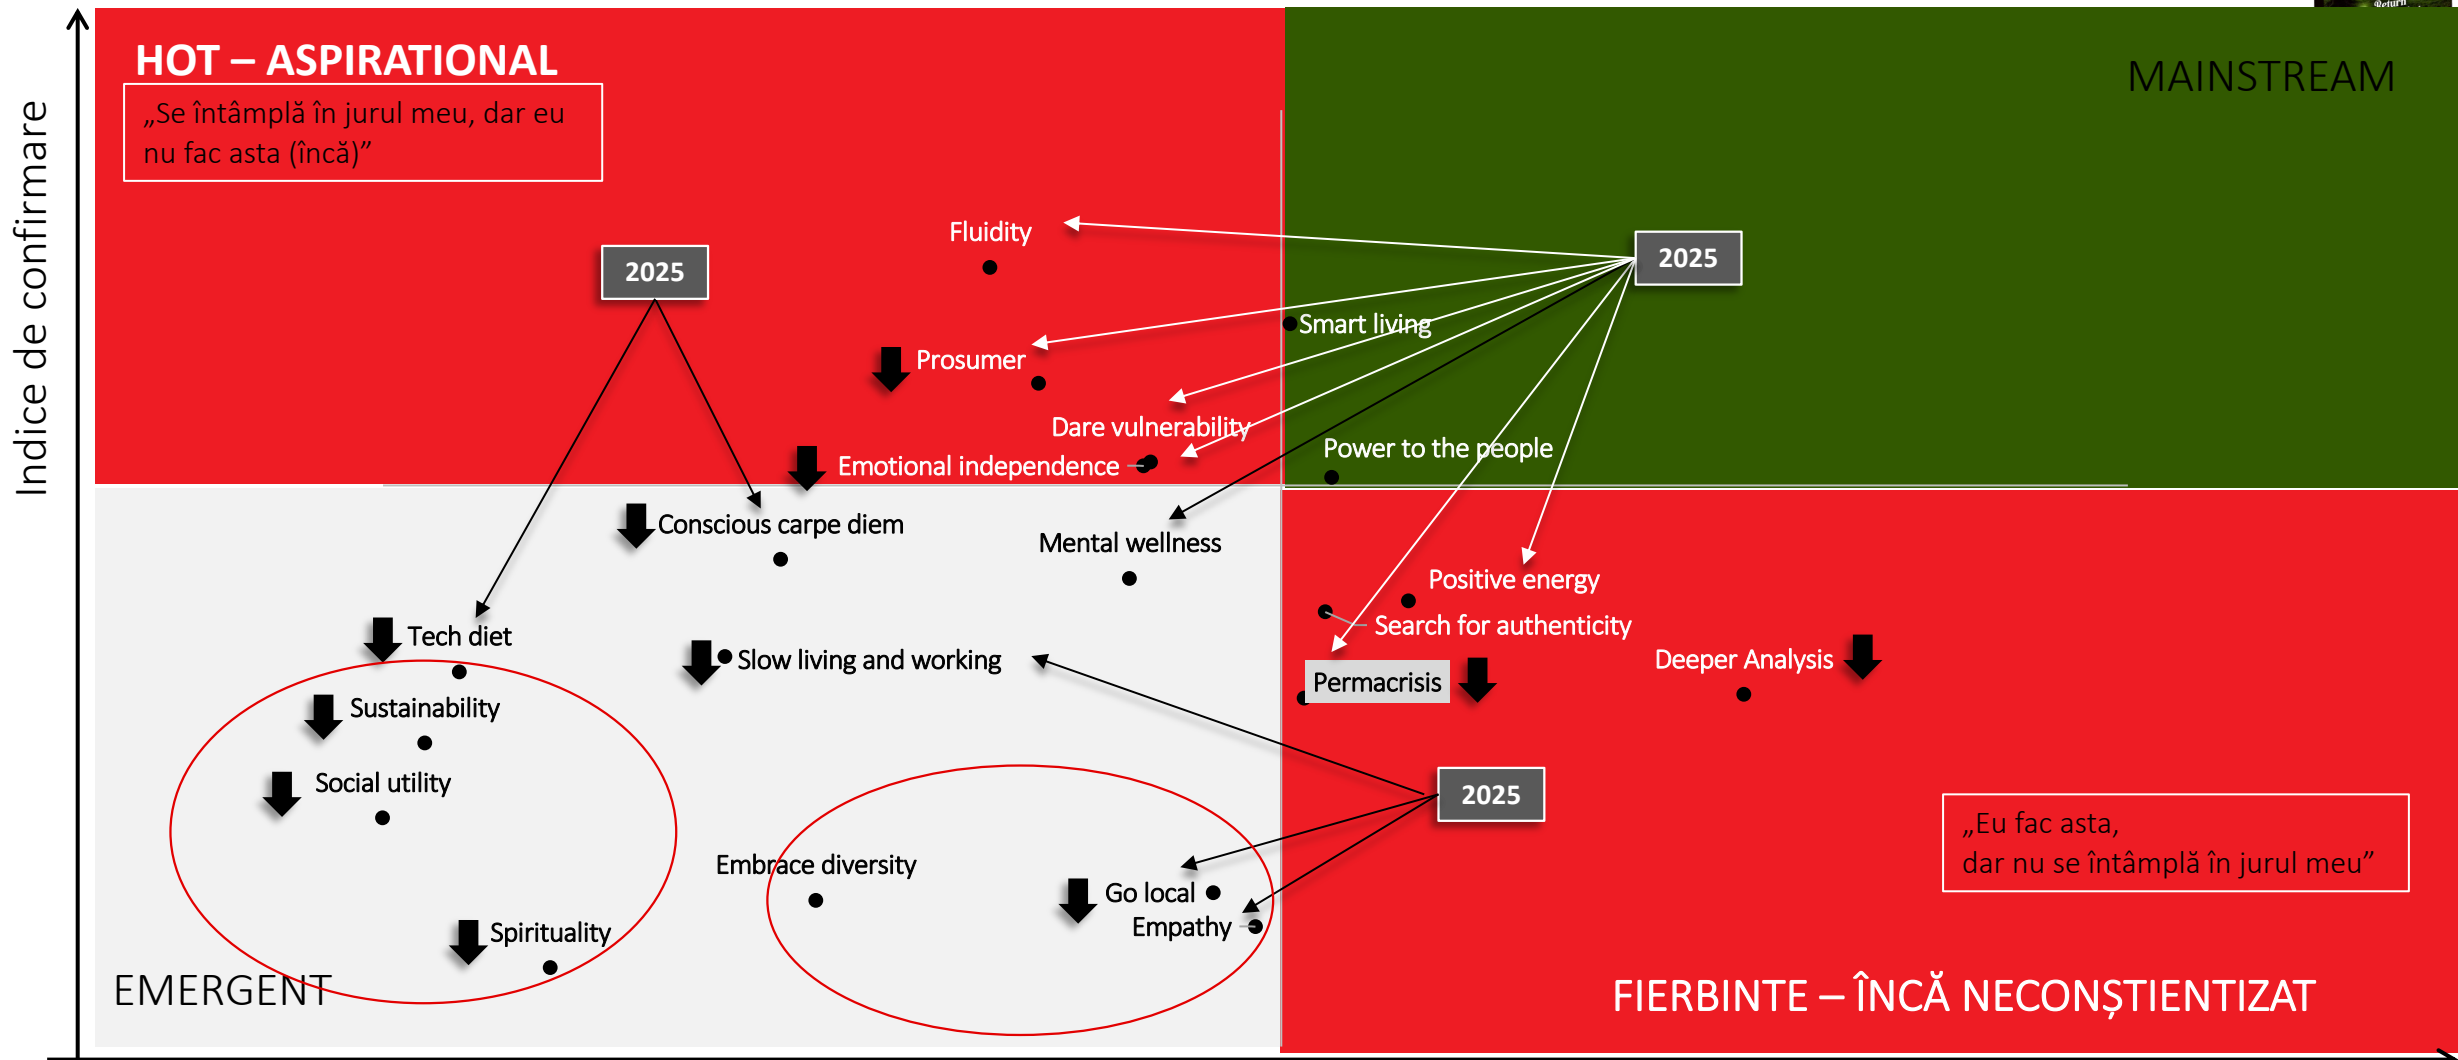 Return
HOT – ASPIRATIONAL
MAINSTREAM
„Se întâmplă în jurul meu, dar eu
nu fac asta (încă)”
Indice de confirmare
Fluidity
2025
2025
Smart living
Prosumer
Dare vulnerability
Power to the people
Emotional independence
Conscious carpe diem
Mental wellness
Positive energy
Search for authenticity
Tech diet
Slow living and working
Deeper Analysis
Permacrisis
Sustainability
Social utility
2025
„Eu fac asta,
dar nu se întâmplă în jurul meu”
Embrace diversity
Go local
Empathy
Spirituality
EMERGENT
FIERBINTE – ÎNCĂ NECONȘTIENTIZAT